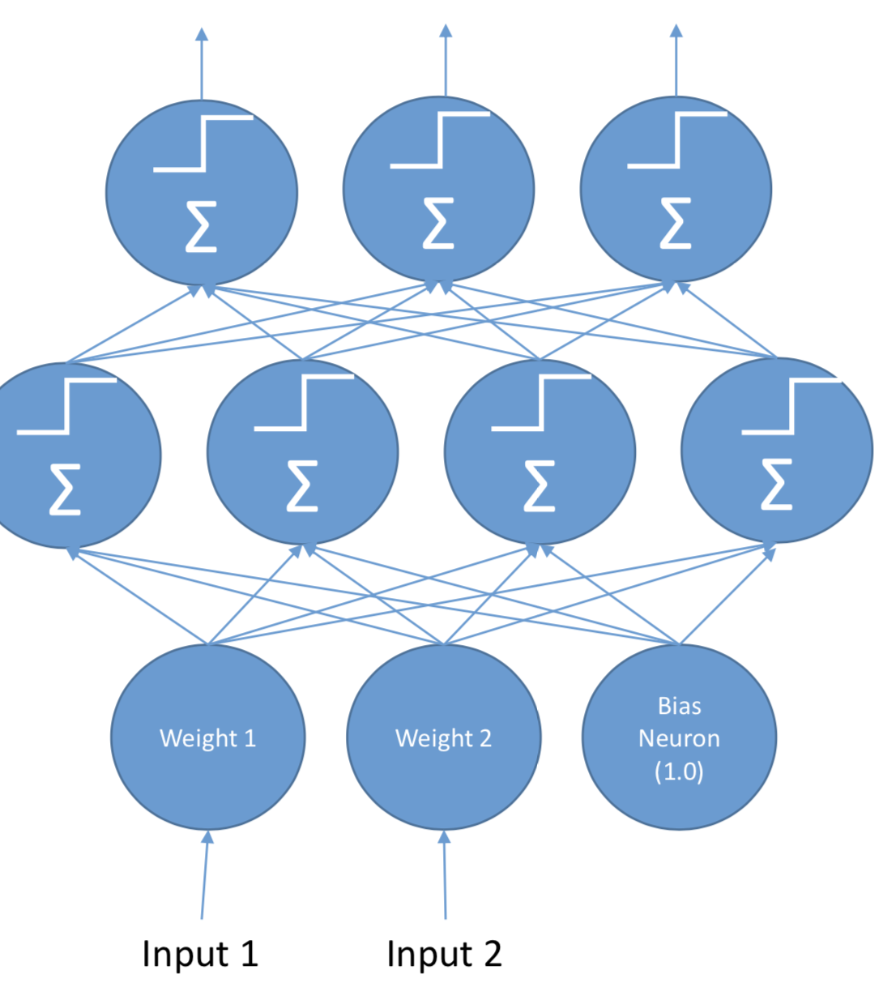 Σ Σ Σ
Σ Σ Σ Σ
Weight 1 Weight 2 Bias
Neuron
(1.0)
Input 1 Input 2